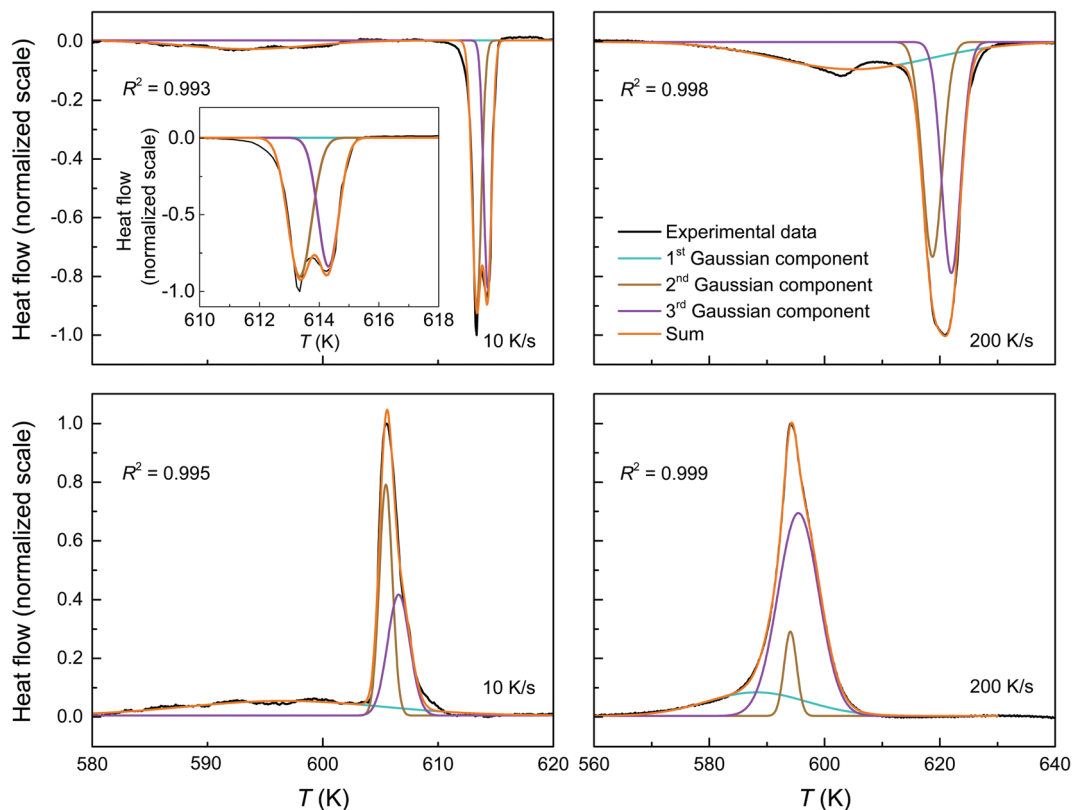 Heat flow (normalized scale)
0.0
-0.2
-0.4
-0.6
-0.8
-1.0
R² = 0.993
Heat flow
(normalized scale)
0.0
-0.5
-1.0
610 612 614 616 618
T (K)
10 K/s
R² = 0.998
Experimental data
1st Gaussian component
2nd Gaussian component
3rd Gaussian component
Sum
200 K/s
Heat flow (normalized scale)
1.0
0.8
0.6
0.4
0.2
0.0
R² = 0.995
10 K/s
580 590 600 610 620
T (K)
R² = 0.999
200 K/s
560 580 600 620 640
T (K)